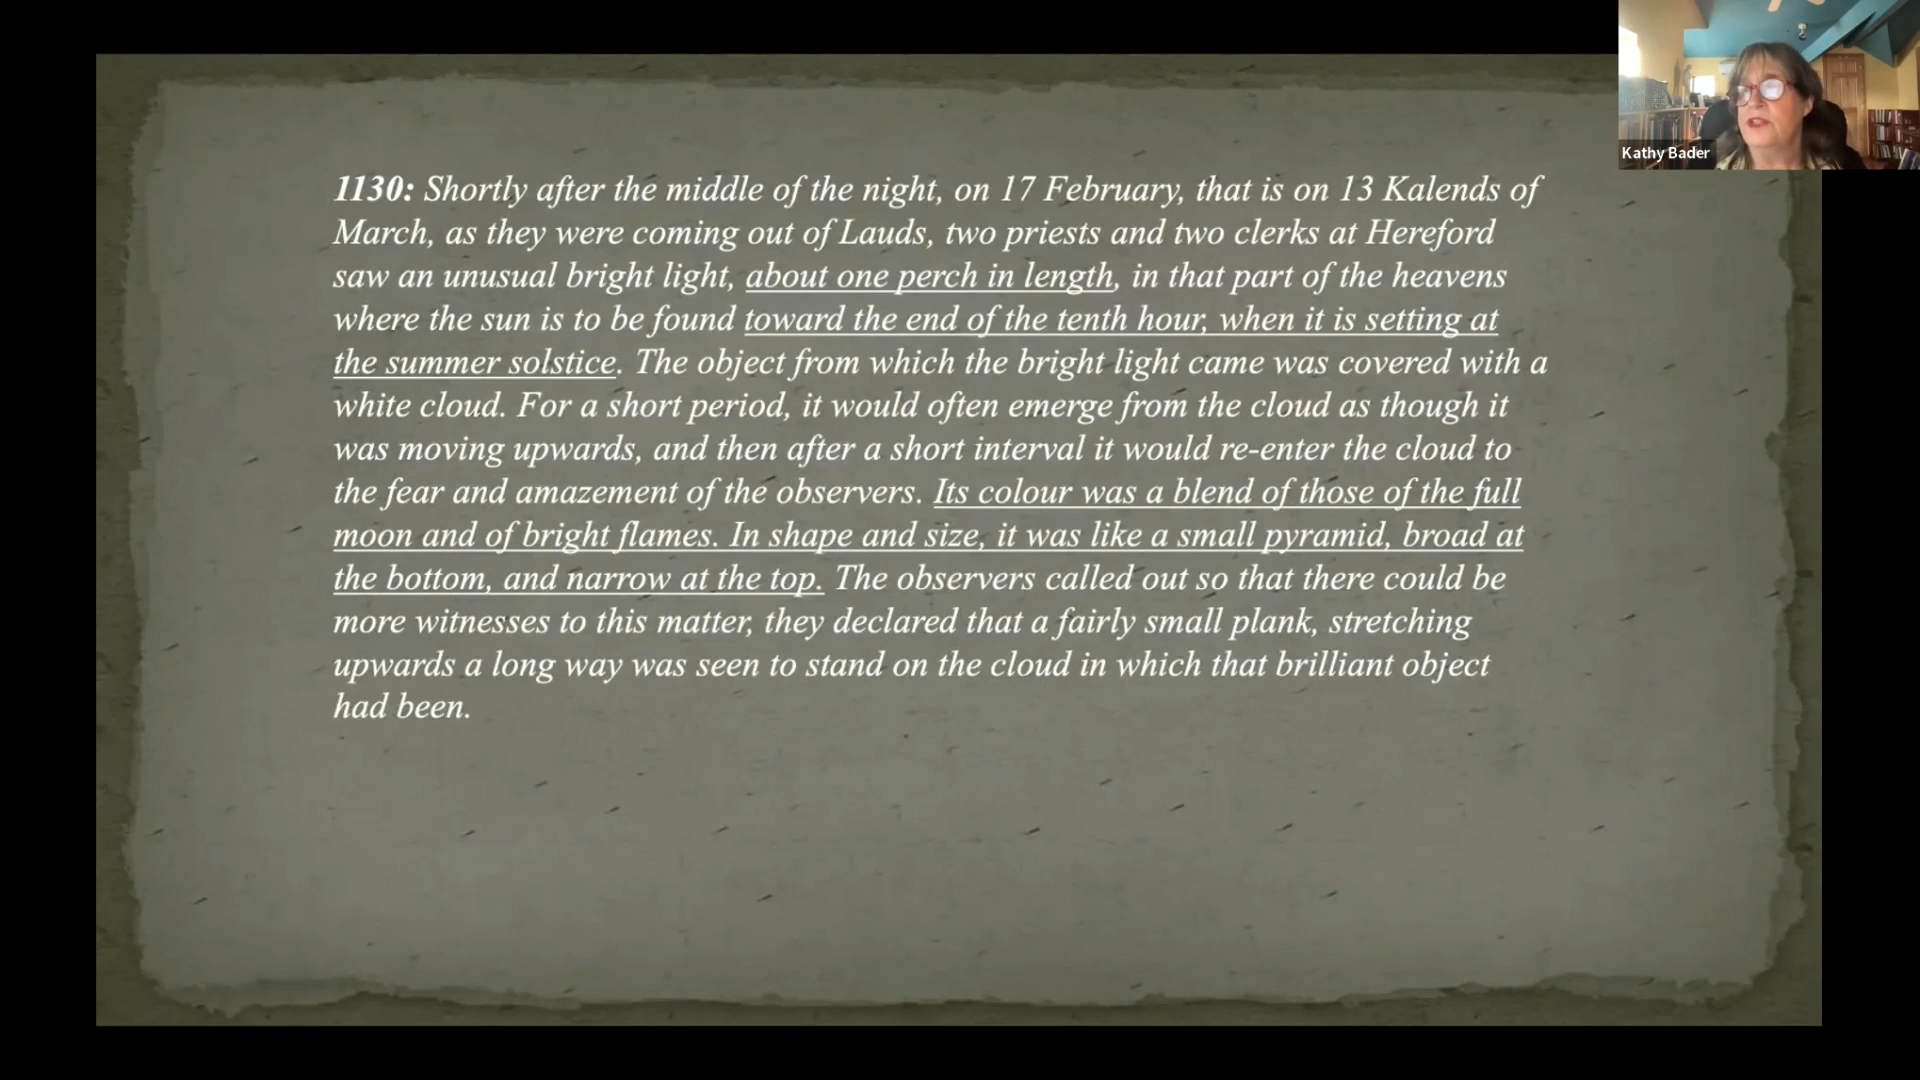 1130: Shortly after the middle of the night, on 17 February, that is on 13 Kalends of
March, as they were coming out of Lauds, two priests and two clerks at Hereford
saw an unusual bright light, about one perch in length, in that part of the heavens
where the sun is to be found toward the end of the tenth hour, when it is setting at
the summer solstice. The object from which the bright light came was covered with a
white cloud. For a short period, it would often emerge from the cloud as though it
was moving upwards, and then after a short interval it would re-enter the cloud to
the fear and amazement of the observers. Its colour was a blend of those of the full
moon and of bright flames. In shape and size, it was like a small pyramid, broad at
the bottom, and narrow at the top. The observers called out so that there could be
more witnesses to this matter, they declared that a fairly small plank, stretching
upwards a long way was seen to stand on the cloud in which that brilliant object
had been.
Kathy Bader